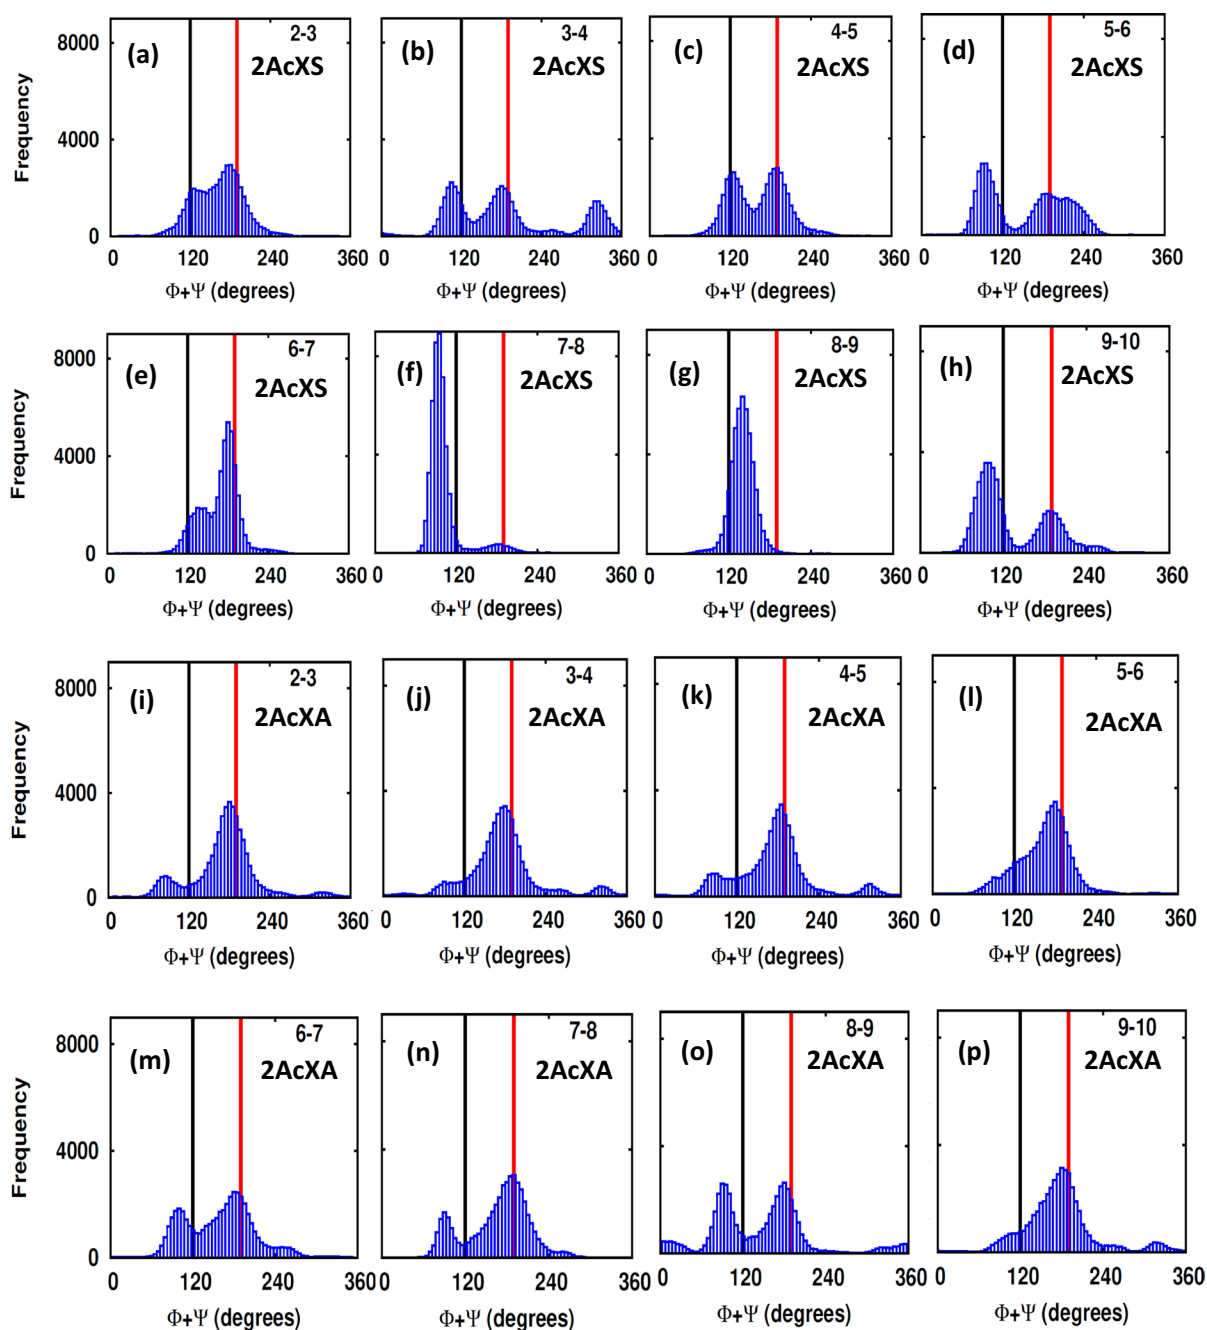 (a) 2-3 2AcXS
(b) 3-4 2AcXS
(c) 4-5 2AcXS
(d) 5-6 2AcXS
Frequency
8000
4000
0
0 120 240 360
0 120 240 360
0 120 240 360
0 120 240 360
Φ+Ψ (degrees)
Φ+Ψ (degrees)
Φ+Ψ (degrees)
Φ+Ψ (degrees)
(e) 6-7 2AcXS
(f) 7-8 2AcXS
(g) 8-9 2AcXS
(h) 9-10 2AcXS
Frequency
8000
4000
0
0 120 240 360
0 120 240 360
0 120 240 360
0 120 240 360
Φ+Ψ (degrees)
Φ+Ψ (degrees)
Φ+Ψ (degrees)
Φ+Ψ (degrees)
(i) 2-3 2AcXA
(j) 3-4 2AcXA
(k) 4-5 2AcXA
(l) 5-6 2AcXA
Frequency
8000
4000
0
0 120 240 360
0 120 240 360
0 120 240 360
0 120 240 360
Φ+Ψ (degrees)
Φ+Ψ (degrees)
Φ+Ψ (degrees)
Φ+Ψ (degrees)
(m) 6-7 2AcXA
(n) 7-8 2AcXA
(o) 8-9 2AcXA
(p) 9-10 2AcXA
Frequency
8000
4000
0
0 120 240 360
0 120 240 360
0 120 240 360
0 120 240 360
Φ+Ψ (degrees)
Φ+Ψ (degrees)
Φ+Ψ (degrees)
Φ+Ψ (degrees)